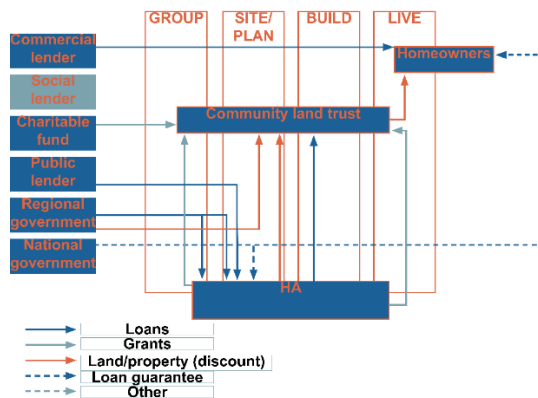 GROUP
SITE/
PLAN
BUILD
LIVE
Commercial
lender
Homeowners
Social
lender
Charitable
fund
Community land trust
Public
lender
Regional
government
National
government
HA
Loans
Grants
Land/property (discount)
Loan guarantee
Other